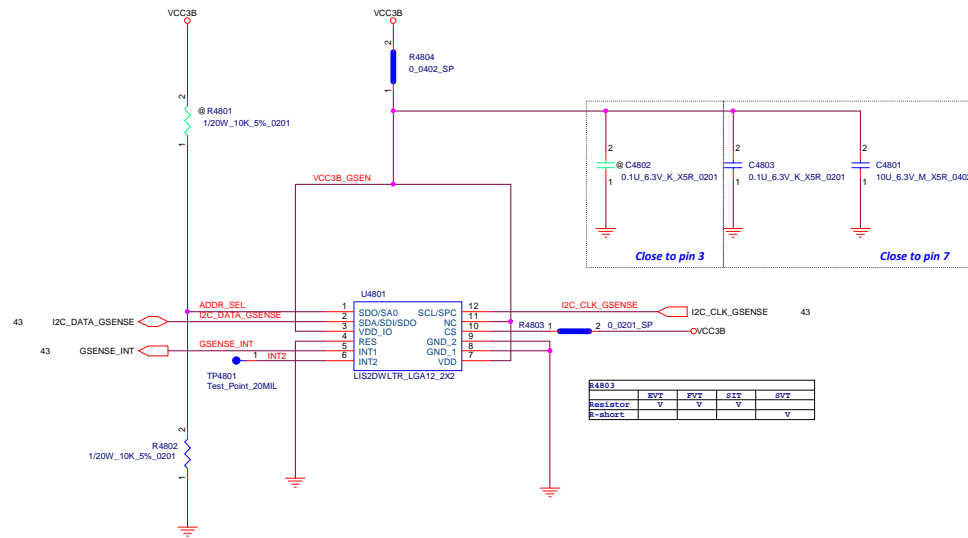 VCC3B
VCC3B
2
R4804
0_0402_SP
1
2
@ R4801
1/20W_10K_5%_0201
1
2
@ C4802
0.1U_6.3V_K_X5R_0201
1
2
C4803
0.1U_6.3V_K_X5R_0201
1
2
C4801
10U_6.3V_M_X5R_0402
1
Close to pin 3
Close to pin 7
VCC3B_GSEN
U4801
ADDR_SEL
1 SDO/SA0
SCL/SPC 12
I2C_CLK_GSENSE
I2C_CLK_GSENSE
43
43
I2C_DATA_GSENSE
I2C_DATA_GSENSE
2 SDA/SDI/SDO
NC 11
3 VDD_IO
CS 10
R4803 1
2 0_0201_SP
VCC3B
4 RES
GND_2 9
43
GSENSE_INT
GSENSE_INT
5 INT1
GND_1 8
1
INT2
6 INT2
VDD 7
TP4801
Test_Point_20MIL
LIS2DWLTR_LGA12_2X2
R4803
EVT FVT SIT SVT
Resistor V V V
R-short V
2
R4802
1/20W_10K_5%_0201
1